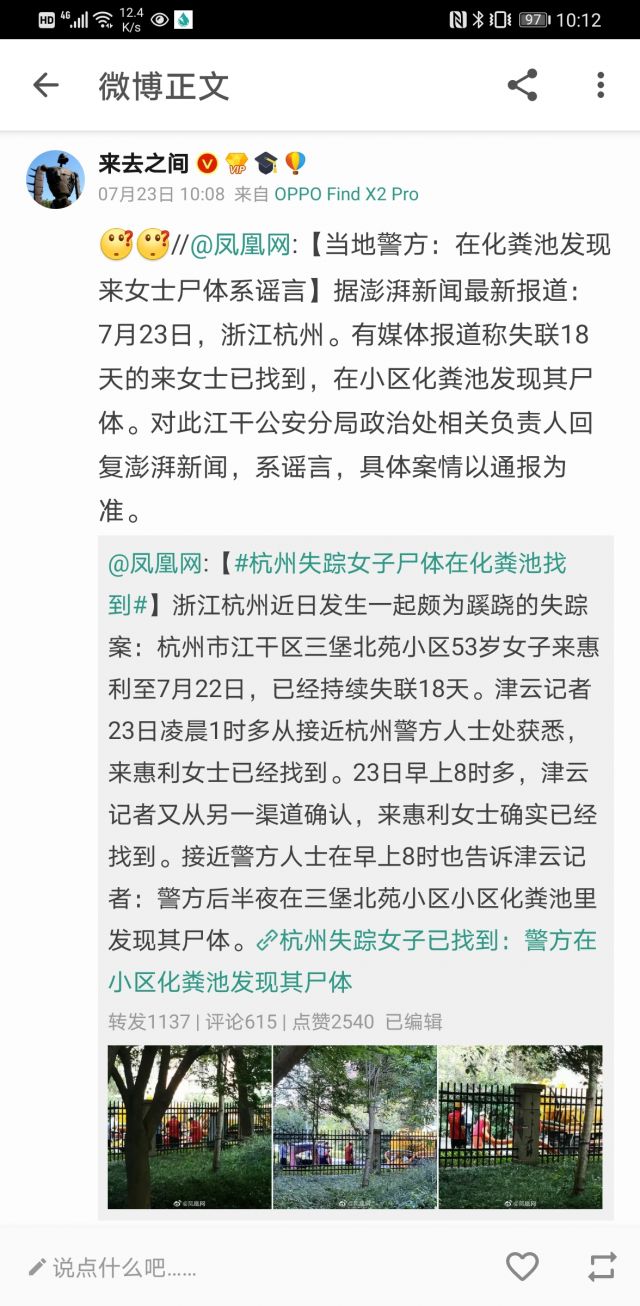 HD 4G 12.4 K/s 97 10:12
微博正文
来去之间 V VIP
07月23日 10:08 来自 OPPO Find X2 Pro
//@凤凰网:【当地警方：在化粪池发现
来女士尸体系谣言】据澎湃新闻最新报道：
7月23日，浙江杭州。有媒体报道称失联18
天的来女士已找到，在小区化粪池发现其尸
体。对此江干公安分局政治处相关负责人回
复澎湃新闻，系谣言，具体案情以通报为
准。
@凤凰网:【#杭州失踪女子尸体在化粪池找
到#】浙江杭州近日发生一起颇为蹊跷的失踪
案：杭州市江干区三堡北苑小区53岁女子来惠
利至7月22日，已经持续失联18天。津云记者
23日凌晨1时多从接近杭州警方人士处获悉，
来惠利女士已经找到。23日早上8时多，津云
记者又从另一渠道确认，来惠利女士确实已经
找到。接近警方人士在早上8时也告诉津云记
者：警方后半夜在三堡北苑小区小区化粪池里
发现其尸体。杭州失踪女子已找到：警方在
小区化粪池发现其尸体
转发1137 | 评论615 | 点赞2540 已编辑
@凤凰网 @凤凰网 @凤凰网
说点什么吧……